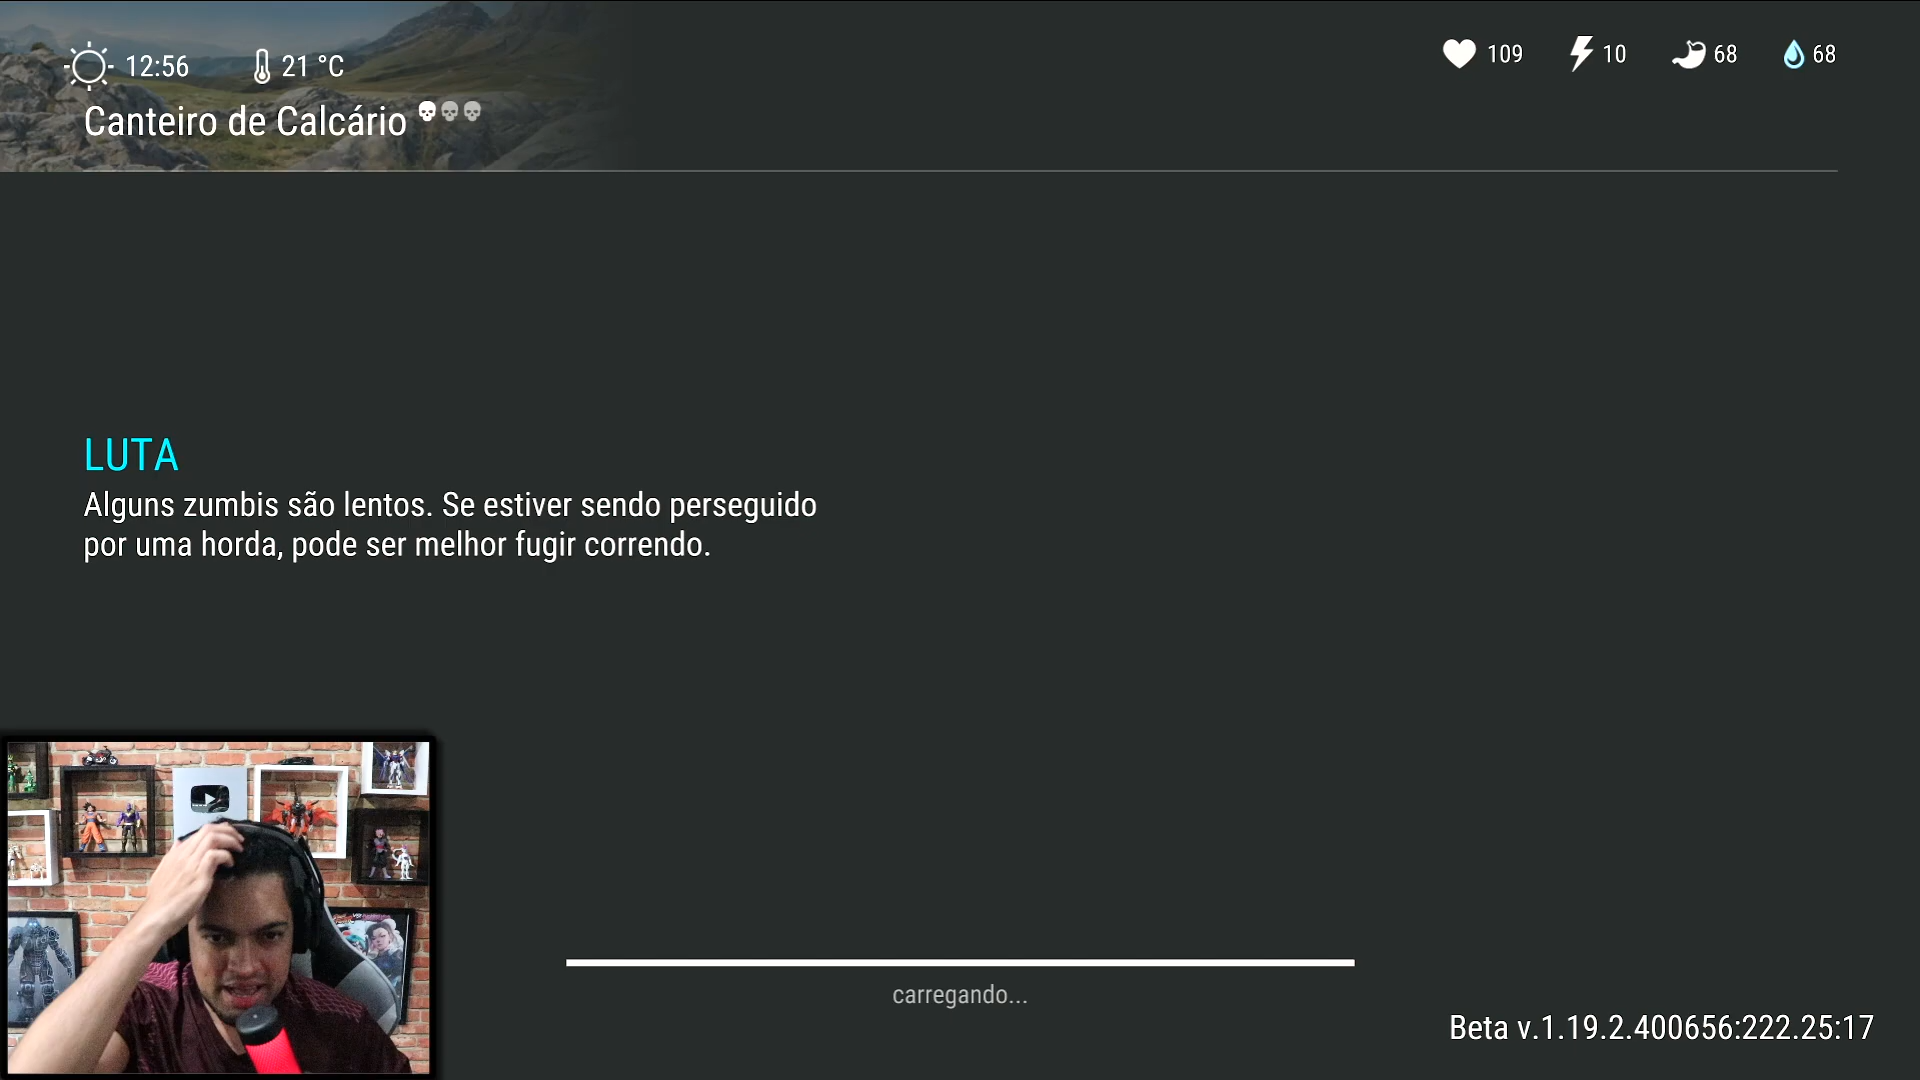 12:56 21 °C
109 10 68 68
Canteiro de Calcário
LUTA
Alguns zumbis são lentos. Se estiver sendo perseguido
por uma horda, pode ser melhor fugir correndo.
carregando...
Beta v.1.19.2.400656:222.25:17